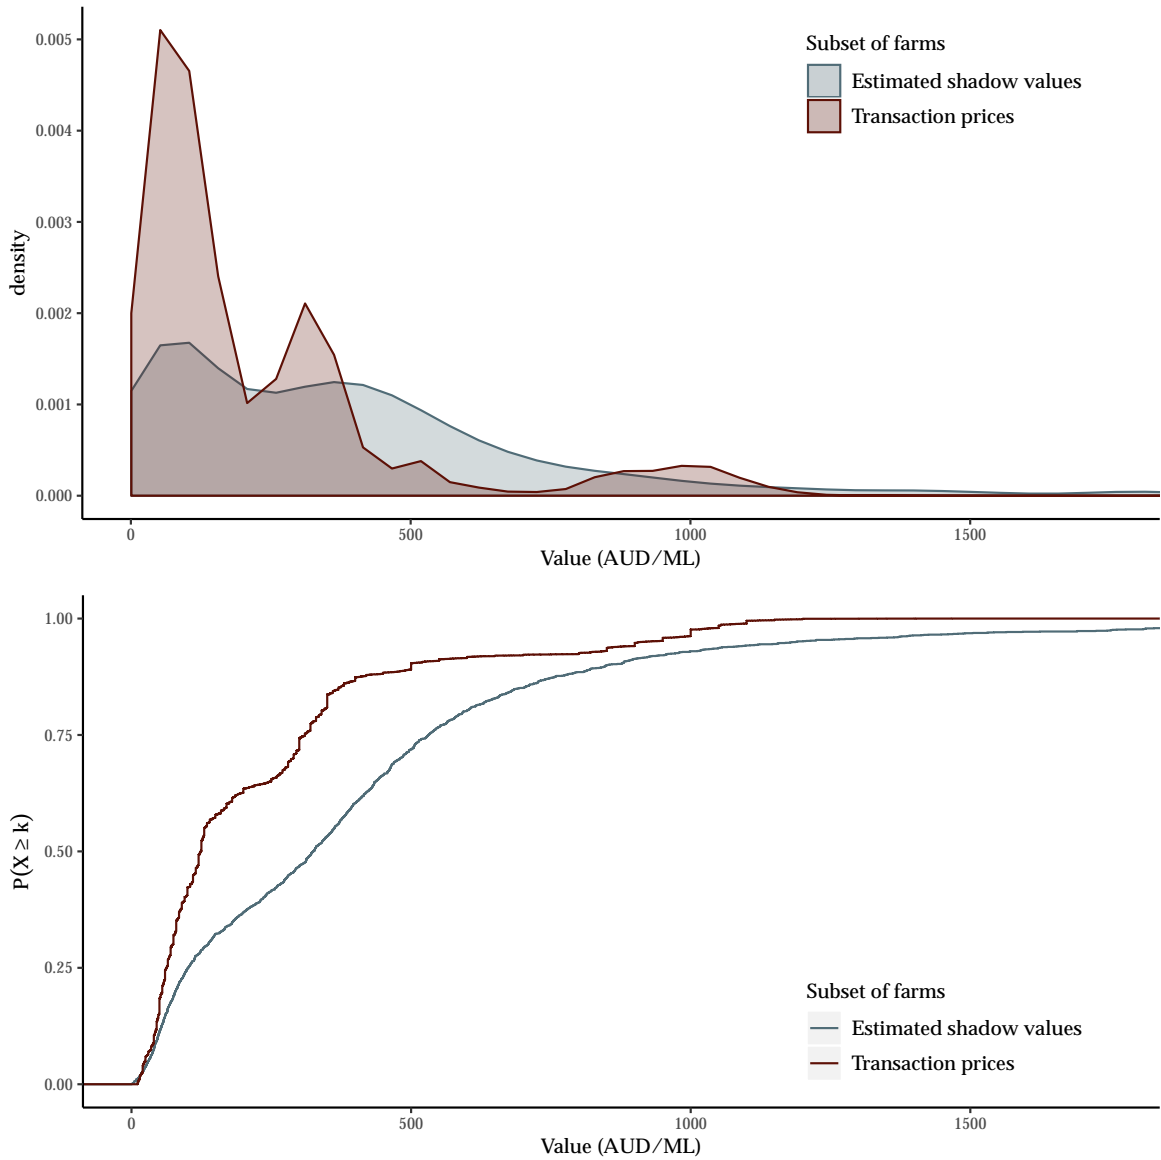 0.005
0.004
0.003
0.002
0.001
0.000
density
Subset of farms
Estimated shadow values
Transaction prices
0 500 1000 1500
Value (AUD/ML)
1.00
0.75
0.50
0.25
0.00
P(X ≥ k)
Subset of farms
Estimated shadow values
Transaction prices
0 500 1000 1500
Value (AUD/ML)